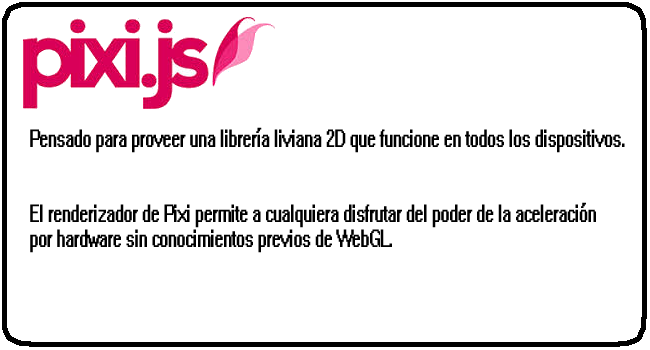 pixi.js
Pensado para proveer una librería liviana 2D que funcione en todos los dispositivos.
El renderizador de Pixi permite a cualquiera disfrutar del poder de la aceleración
por hardware sin conocimientos previos de WebGL.